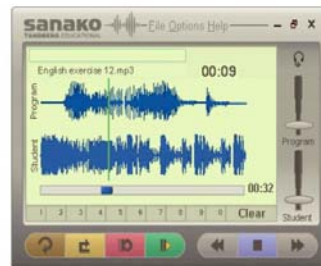 sanako
TANDBERG EDUCATIONAL
File Options Help
English exercise 12.mp3
00:09
Program
Student
00:32
1 2 3 4 5 6 7 8 9 0 Clear
Program
Student